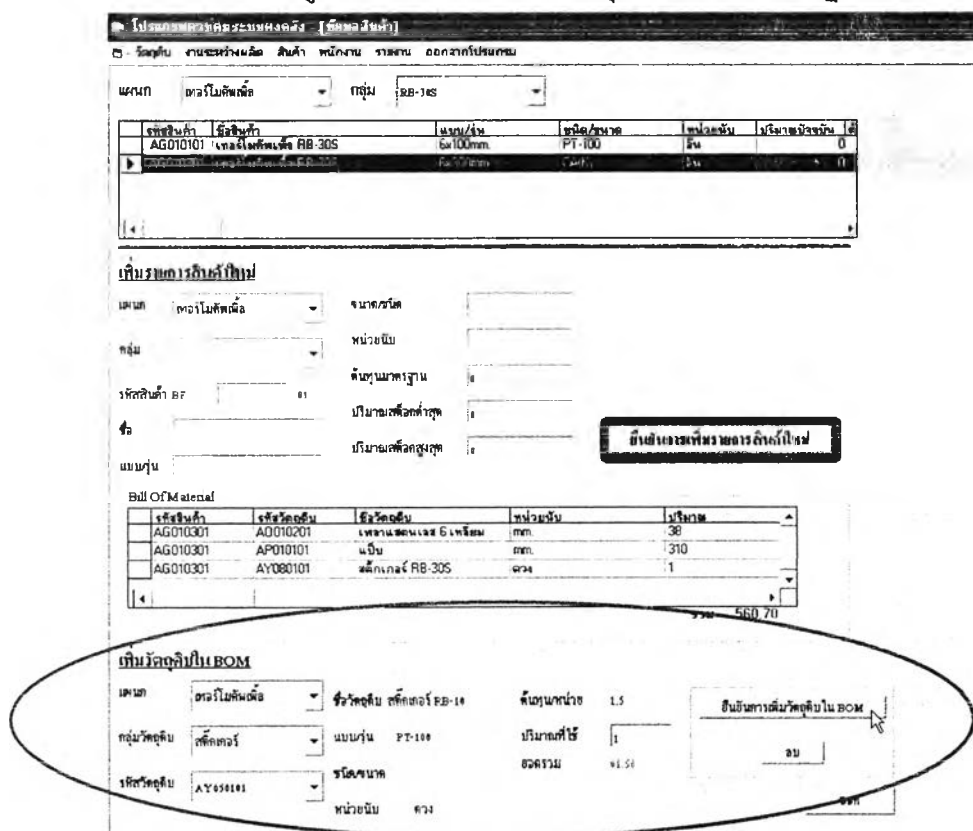 โปรแกรมควบคุมระบบคงคลัง - [ข้อมูลสินค้า]
วัตถุดิบ งานระหว่างผลิต สินค้า พนักงาน รายงาน ออกจากโปรแกรม
แผนก เทอร์โมคัพเพิ้ล กลุ่ม RB-30S
รหัสสินค้า ชื่อสินค้า แบบ/รุ่น ชนิด/ขนาด หน่วยนับ ปริมาณปัจจุบัน
AG010101 เทอร์โมคัพเพิ้ล RB-30S 6x100mm. PT-100 อัน 0
อัน 0
เพิ่มรายการสินค้าใหม่
แผนก เทอร์โมคัพเพิ้ล ขนาด/ชนิด
กลุ่ม หน่วยนับ
รหัสสินค้า BF 01 ต้นทุนมาตรฐาน 0
ชื่อ ปริมาณสต็อกต่ำสุด 0
แบบ/รุ่น ปริมาณสต็อกสูงสุด 0
ยืนยันการเพิ่มรายการสินค้าใหม่
Bill Of Material
รหัสสินค้า รหัสวัตถุดิบ ชื่อวัตถุดิบ หน่วยนับ ปริมาณ
AG010301 AO010201 เพลาแสตนเลส 6 เหลี่ยม mm. 38
AG010301 AP010101 แป๊บ mm. 310
AG010301 AY080101 สติ๊กเกอร์ RB-30S ดวง 1
รวม 560.70
เพิ่มวัตถุดิบใน BOM
แผนก เทอร์โมคัพเพิ้ล ชื่อวัตถุดิบ สติ๊กเกอร์ RB-10 ต้นทุน/หน่วย 1.5 ยืนยันการเพิ่มวัตถุดิบใน BOM
กลุ่มวัตถุดิบ สติ๊กเกอร์ แบบ/รุ่น PT-100 ปริมาณที่ใช้ 1
ยอดรวม ลบ
รหัสวัตถุดิบ AY050101 ชนิด/ขนาด
หน่วยนับ ดวง